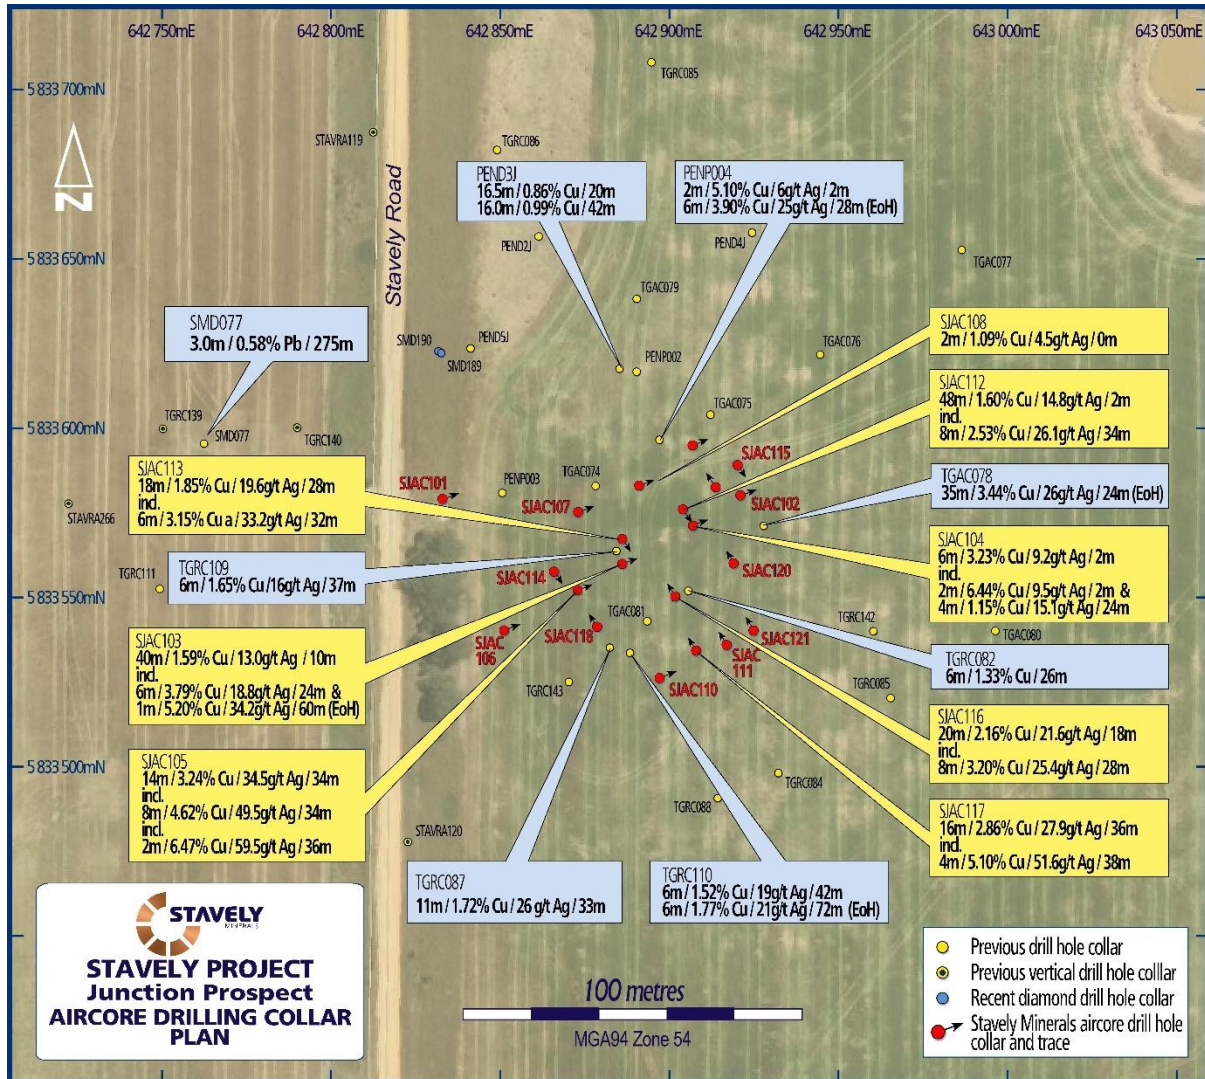 642 750mE
642 800mE
642 850mE
642 900mE
642 950mE
643 000mE
643 050mE
5 833 700mN
5 833 650mN
5 833 600mN
5 833 550mN
5 833 500mN
N
Stavely Road
TGRC085
STAVRA119
TGRC086
PEND3J
16.5m / 0.86% Cu / 20m
16.0m / 0.99% Cu / 42m
PENP004
2m / 5.10% Cu / 6g/t Ag / 2m
6m / 3.90% Cu / 25g/t Ag / 28m (EoH)
PEND2J
PEND4J
TGAC077
TGAC079
SMD077
3.0m / 0.58% Pb / 275m
SMD190
SMD189
PEND5J
PENP002
TGAC076
SJAC108
2m / 1.09% Cu / 4.5g/t Ag / 0m
SJAC112
48m / 1.60% Cu / 14.8g/t Ag / 2m
incl.
8m / 2.53% Cu / 26.1g/t Ag / 34m
TGRC139
SMD077
TGRC140
TGAC075
SJAC113
18m / 1.85% Cu / 19.6g/t Ag / 28m
incl.
6m / 3.15% Cu a / 33.2g/t Ag / 32m
SJAC101
PENP003
TGAC074
SJAC107
SJAC115
SJAC102
TGAC078
35m / 3.44% Cu / 26g/t Ag / 24m (EoH)
STAVRA266
TGRC109
6m / 1.65% Cu /16g/t Ag / 37m
TGRC111
SJAC114
SJAC120
SJAC104
6m / 3.23% Cu / 9.2g/t Ag / 2m
incl.
2m / 6.44% Cu / 9.5g/t Ag / 2m &
4m / 1.15% Cu / 15.1g/t Ag / 24m
SJAC103
40m / 1.59% Cu / 13.0g/t Ag / 10m
incl.
6m / 3.79% Cu / 18.8g/t Ag / 24m &
1m / 5.20% Cu / 34.2g/t Ag / 60m (EoH)
SJAC
106
SJAC118
TGAC081
SJAC121
SJAC
111
TGRC142
TGAC080
TGRC082
6m / 1.33% Cu / 26m
TGRC143
SJAC110
TGRC085
SJAC116
20m / 2.16% Cu / 21.6g/t Ag / 18m
incl.
8m / 3.20% Cu / 25.4g/t Ag / 28m
SJAC105
14m / 3.24% Cu / 34.5g/t Ag / 34m
incl.
8m / 4.62% Cu / 49.5g/t Ag / 34m
incl.
2m / 6.47% Cu / 59.5g/t Ag / 36m
TGRC084
TGRC088
STAVRA120
SJAC117
16m / 2.86% Cu / 27.9g/t Ag / 36m
incl.
4m / 5.10% Cu / 51.6g/t Ag / 38m
TGRC087
11m / 1.72% Cu / 26 g/t Ag / 33m
TGRC110
6m / 1.52% Cu / 19g/t Ag / 42m
6m / 1.77% Cu / 21g/t Ag / 72m (EoH)
STAVELY
MINERALS
STAVELY PROJECT
Junction Prospect
AIRCORE DRILLING COLLAR
PLAN
100 metres
MGA94 Zone 54
Previous drill hole collar
Previous vertical drill hole colllar
Recent diamond drill hole collar
Stavely Minerals aircore drill hole
collar and trace